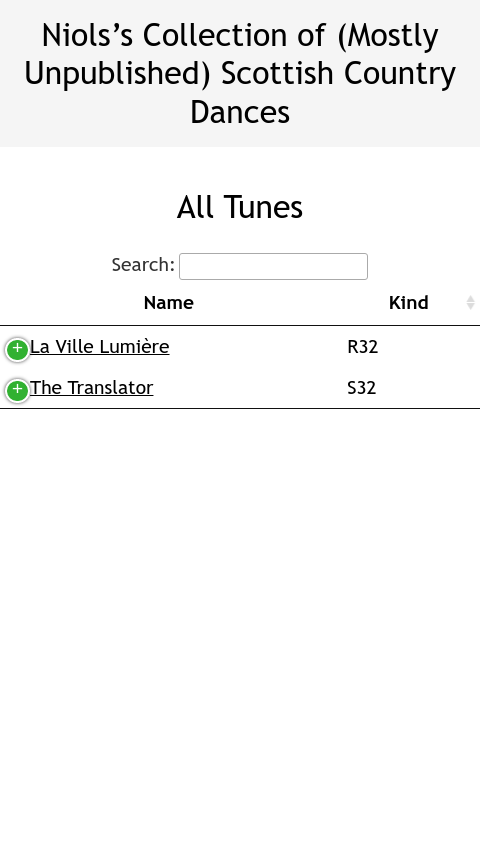 Niols’s Collection of (Mostly
Unpublished) Scottish Country
Dances
All Tunes
Search:
Name Kind
La Ville Lumière R32
The Translator S32